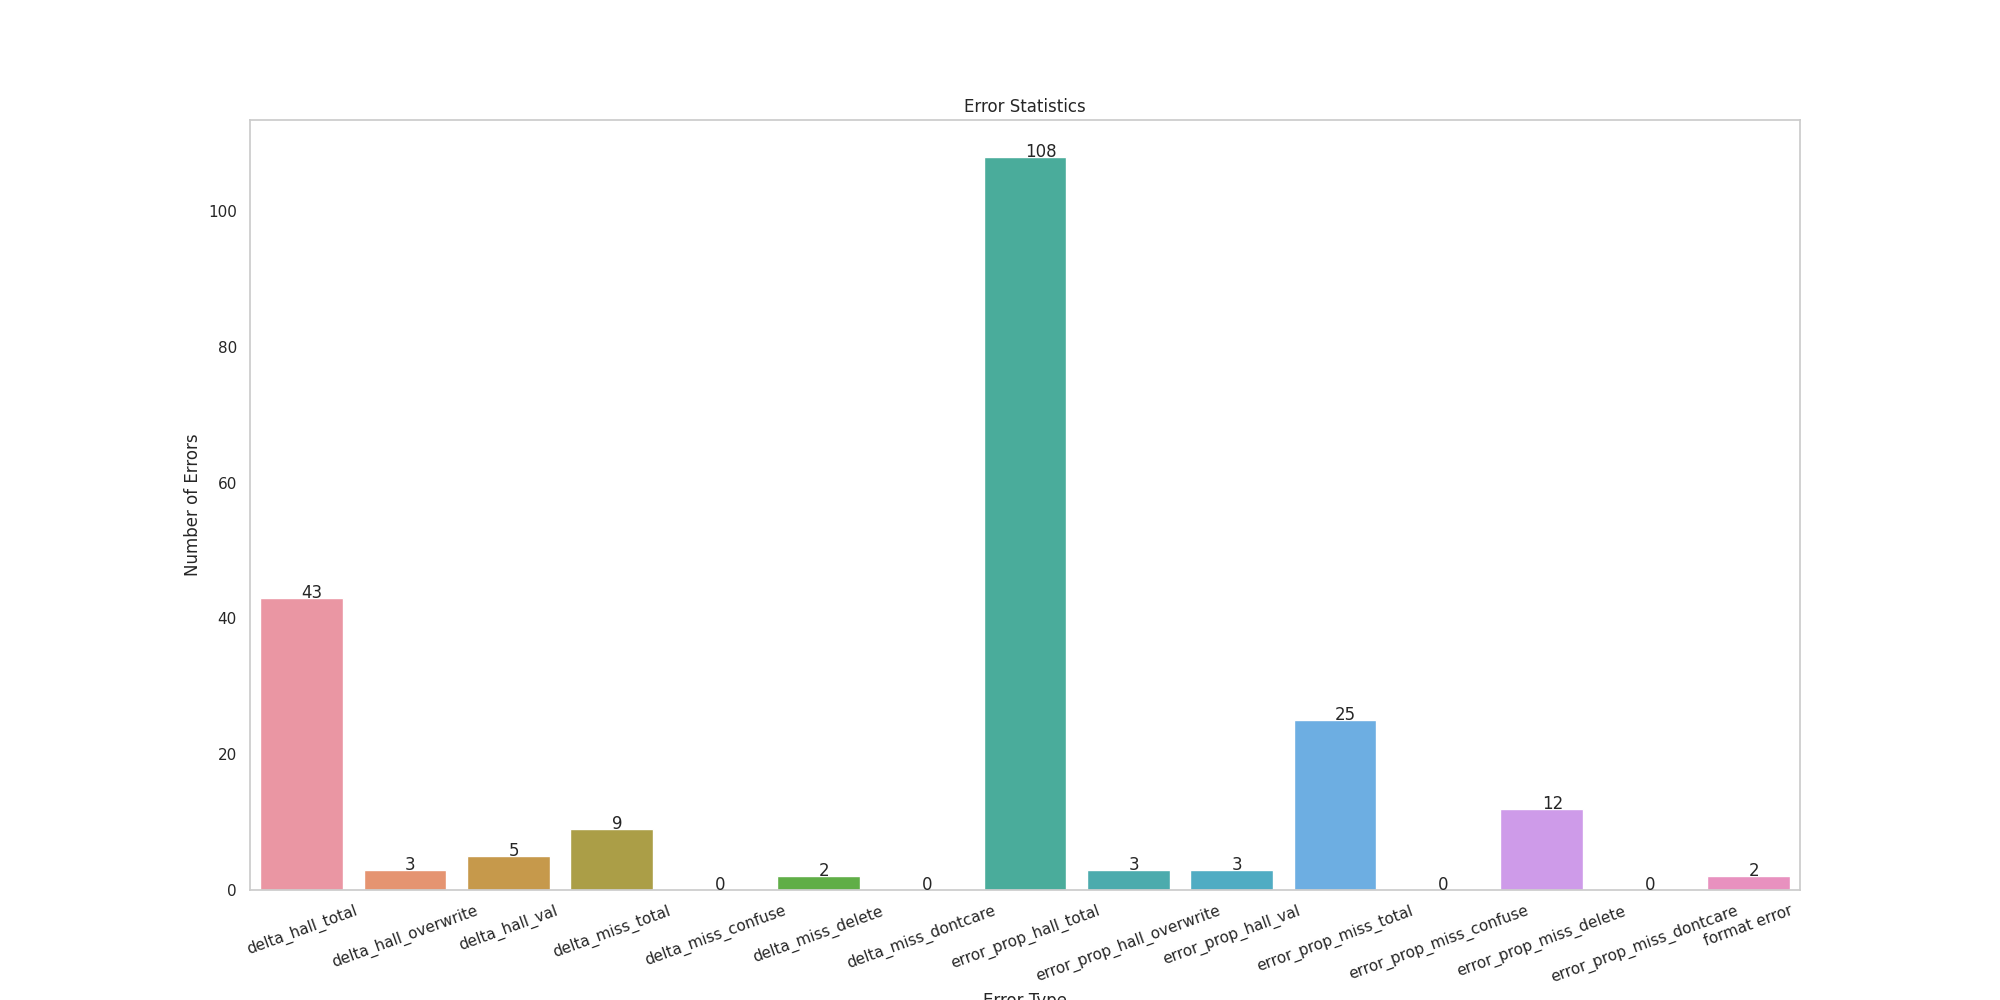 Error Statistics
108
100
80
60
43
40
25
20
12
9
5
3
3
3
2
2
0
0
0
0
0
Number of Errors
delta_hall_total
delta_hall_overwrite
delta_hall_val
delta_miss_total
delta_miss_confuse
delta_miss_delete
delta_miss_dontcare
error_prop_hall_total
error_prop_hall_overwrite
error_prop_hall_val
error_prop_miss_total
error_prop_miss_confuse
error_prop_miss_delete
error_prop_miss_dontcare
format error
Error Type